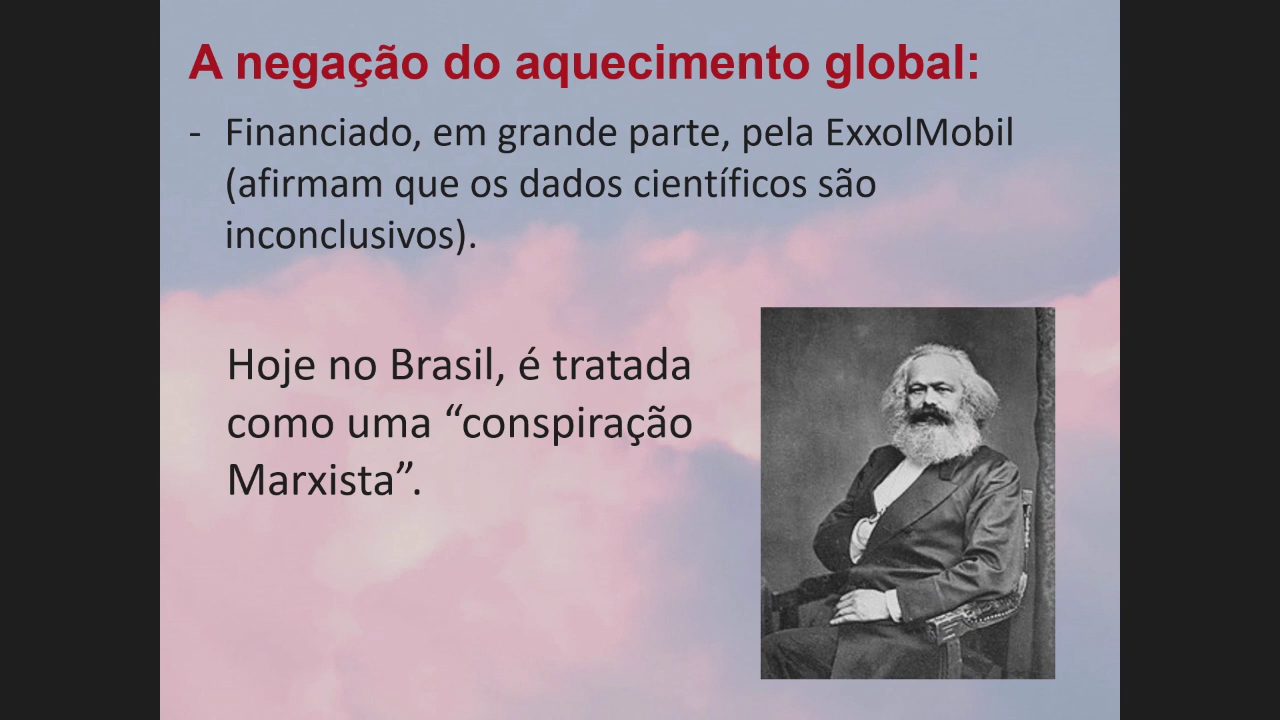 A negação do aquecimento global:
- Financiado, em grande parte, pela ExxolMobil
(afirmam que os dados científicos são
inconclusivos).
Hoje no Brasil, é tratada
como uma “conspiração
Marxista”.